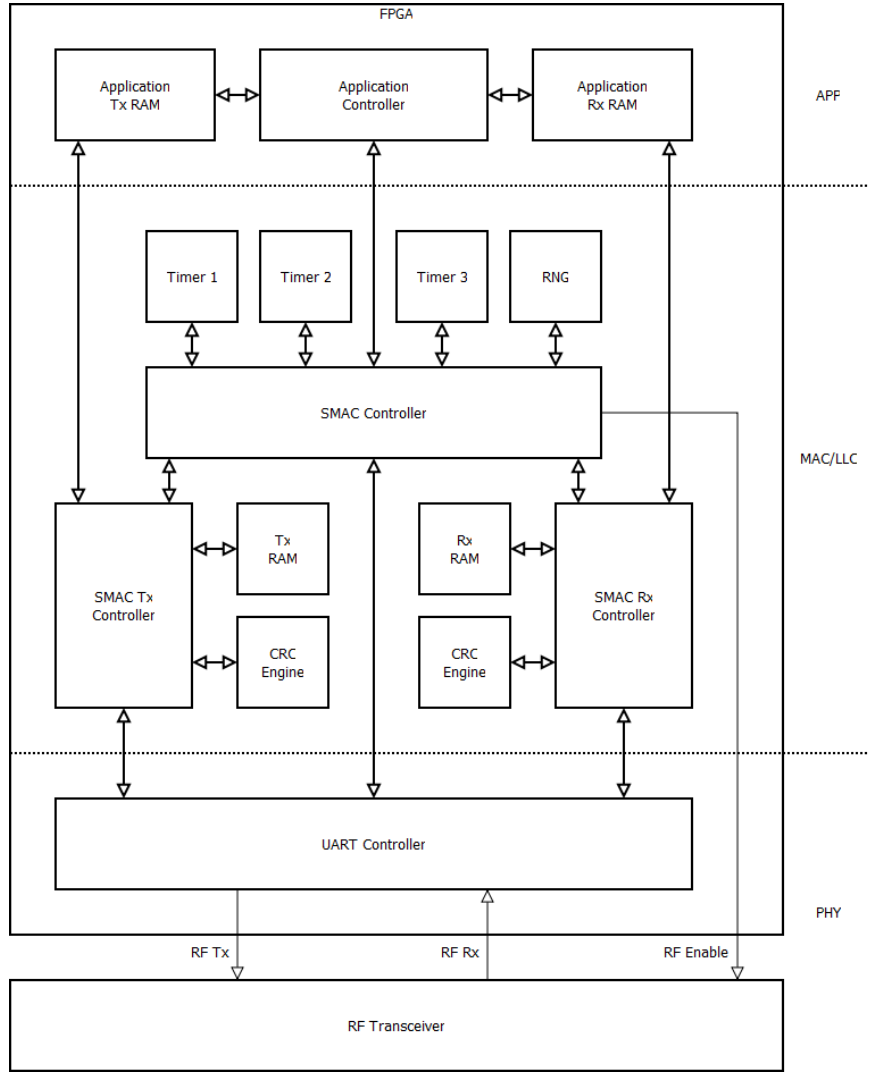 FPGA
Application
Tx RAM
Application
Controller
Application
Rx RAM
APF
Timer 1
Timer 2
Timer 3
RNG
SMAC Controller
MAC/LLC
Tx
RAM
Rx
RAM
SMAC Tx
Controller
SMAC Rx
Controller
CRC
Engine
CRC
Engine
UART Controller
PHY
RF Tx
RF Rx
RF Enable
RF Transceiver